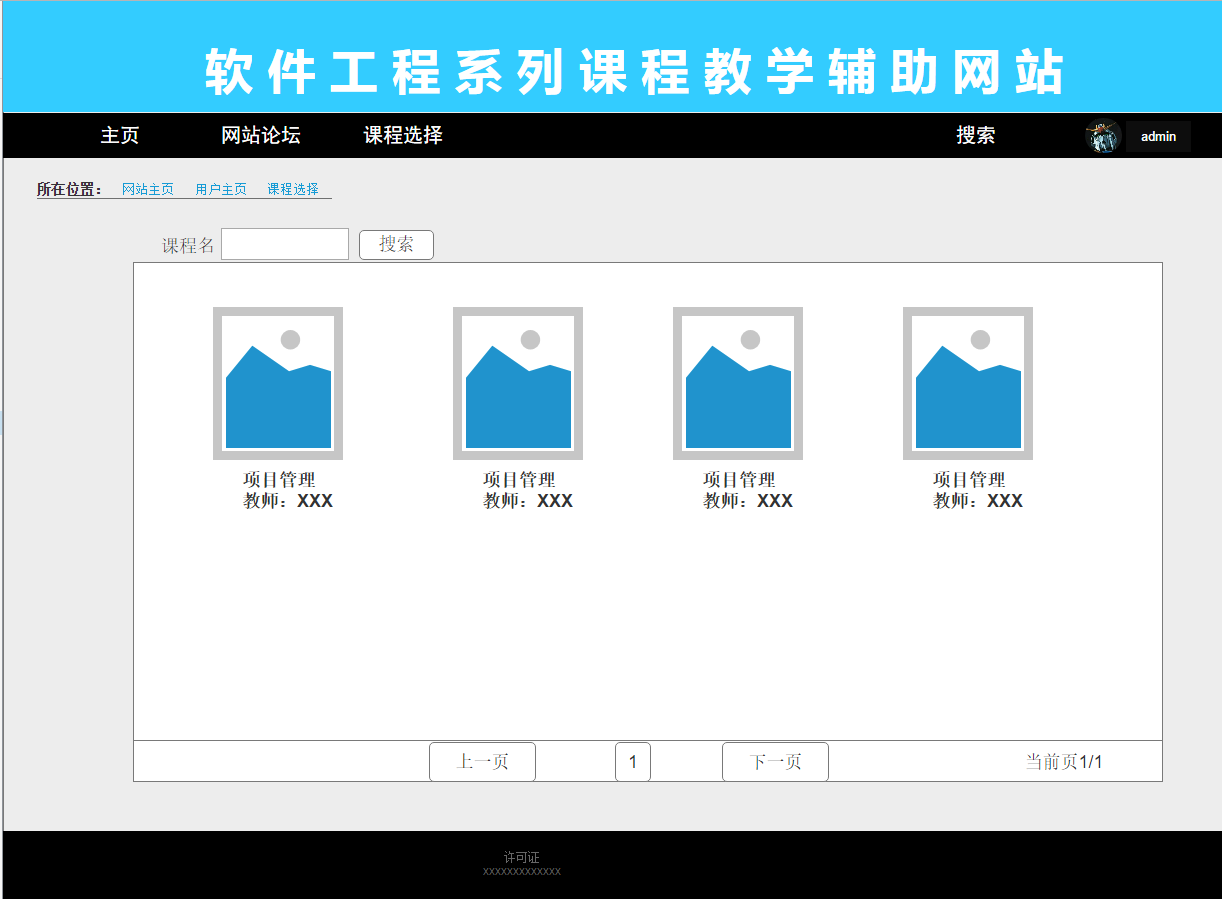 软件工程系列课程教学辅助网站
主页 网站论坛 课程选择 搜索 admin
所在位置： 网站主页 用户主页 课程选择
课程名 搜索
项目管理 项目管理 项目管理 项目管理
教师：XXX 教师：XXX 教师：XXX 教师：XXX
上一页 1 下一页 当前页1/1
许可证
xxxxxxxxxxxxx